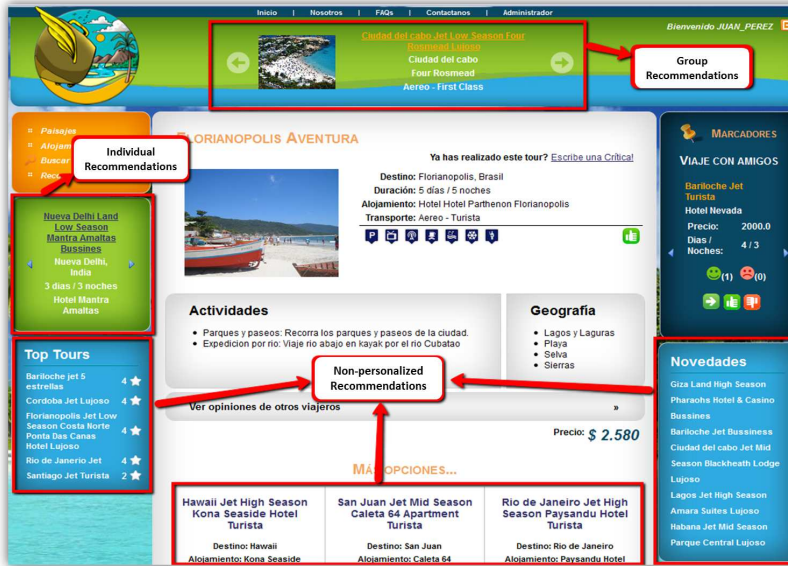 Inicio | Nosotros | FAQs | Contactanos | Administrador
Bienvenido JUAN_PEREZ
Ciudad del cabo Jet Low Season Four
Rosmead Lujoso
Ciudad del cabo
Four Rosmead
Aereo - First Class
Group
Recommendations
Paisajes
Buscar
Individual
Recommendations
Nueva Delhi Land
Low Season
Mantra Amaltas
Bussines
Nueva Delhi,
India
3 dias / 3 noches
Hotel Mantra
Amaltas
Top Tours
Bariloche jet 5
estrellas 4
Cordoba Jet Lujoso 4
Florianopolis Jet Low
Season Costa Norte
Ponta Das Canas
Hotel Lujoso 4
Rio de Janerio Jet 4
Santiago Jet Turista 2
FLORIANOPOLIS AVENTURA
Ya has realizado este tour? Escribe una Crítica!
Destino: Florianopolis, Brasil
Duración: 5 días / 5 noches
Alojamiento: Hotel Hotel Parthenon Florianopolis
Transporte: Aereo - Turista
Actividades
Parques y paseos: Recorra los parques y paseos de la ciudad.
Expedicion por rio: Viaje rio abajo en kayak por el rio Cubatao
Geografía
Lagos y Laguras
Playa
Selva
Sierras
Non-personalized
Recommendations
Ver opiniones de otros viajeros »
Precio: $ 2.580
MÁS OPCIONES...
Hawaii Jet High Season
Kona Seaside Hotel
Turista
Destino: Hawaii
Alojamiento: Kona Seaside
San Juan Jet Mid Season
Caleta 64 Apartment
Turista
Destino: San Juan
Alojamiento: Caleta 64
Rio de Janeiro Jet High
Season Paysandu Hotel
Turista
Destino: Rio de Janeiro
Alojamiento: Paysandu Hotel
MARCADORES
VIAJE CON AMIGOS
Bariloche Jet
Turista
Hotel Nevada
Precio: 2000.0
Dias /
Noches: 4 / 3
(1) (0)
Novedades
Giza Land High Season
Pharaohs Hotel & Casino
Bussines
Bariloche Jet Bussiness
Ciudad del cabo Jet Mid
Season Blackheath Lodge
Lujoso
Lagos Jet High Season
Amara Suites Lujoso
Habana Jet Mid Season
Parque Central Lujoso